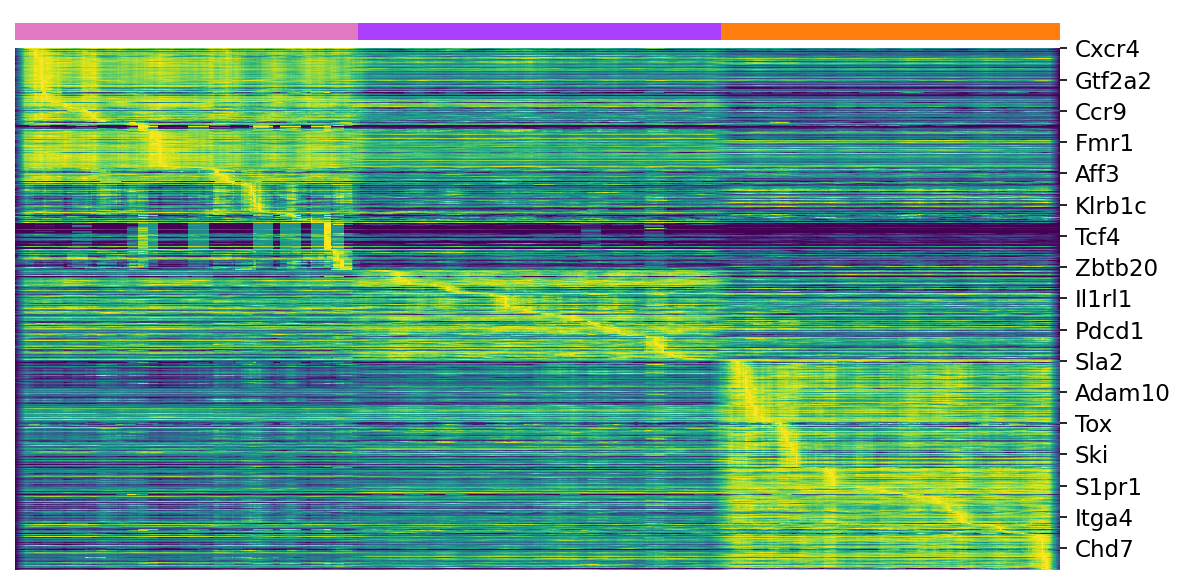 Cxcr4
Gtf2a2
Ccr9
Fmr1
Aff3
Klrb1c
Tcf4
Zbtb20
Il1rl1
Pdcd1
Sla2
Adam10
Tox
Ski
S1pr1
Itga4
Chd7